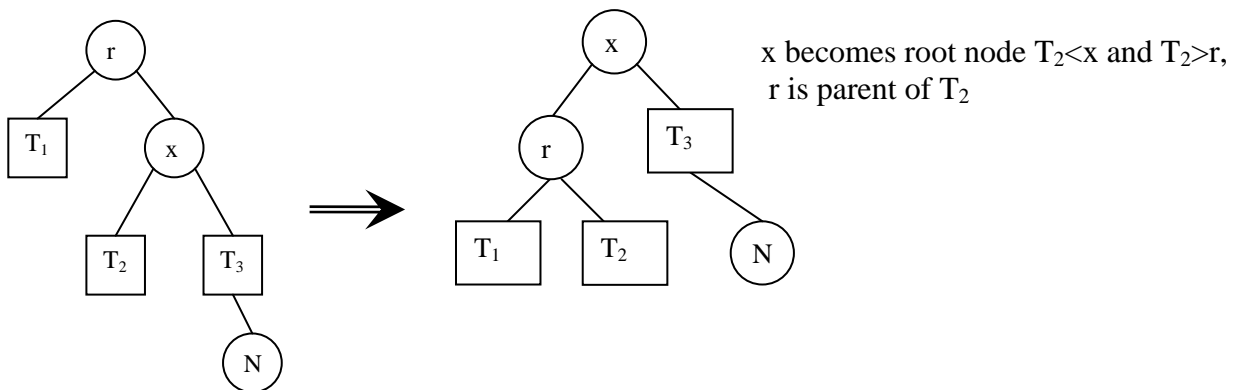 r
x
x becomes root node T₂<x and T₂>r,
r is parent of T₂
T₁
x
r
T₃
T₂
T₃
T₁
T₂
N
N